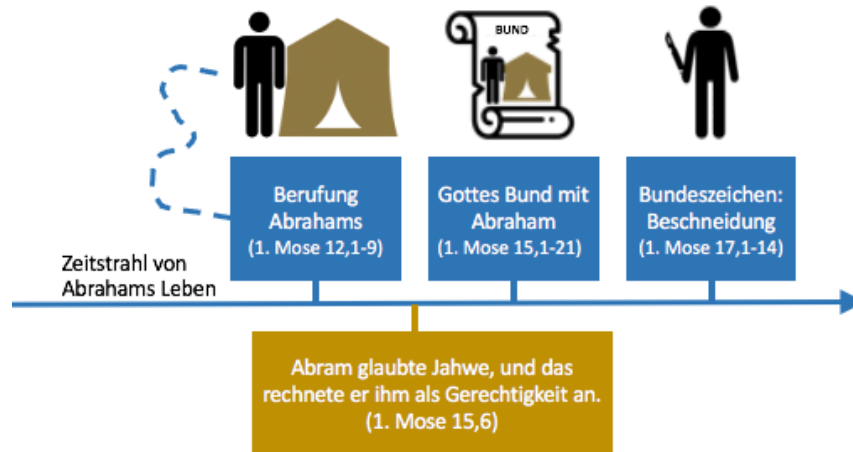 BUND
Berufung
Abrahams
(1. Mose 12,1-9)
Gottes Bund mit
Abraham
(1. Mose 15,1-21)
Bundeszeichen:
Beschneidung
(1. Mose 17,1-14)
Zeitstrahl von
Abrahams Leben
Abram glaubte Jahwe, und das
rechnete er ihm als Gerechtigkeit an.
(1. Mose 15,6)